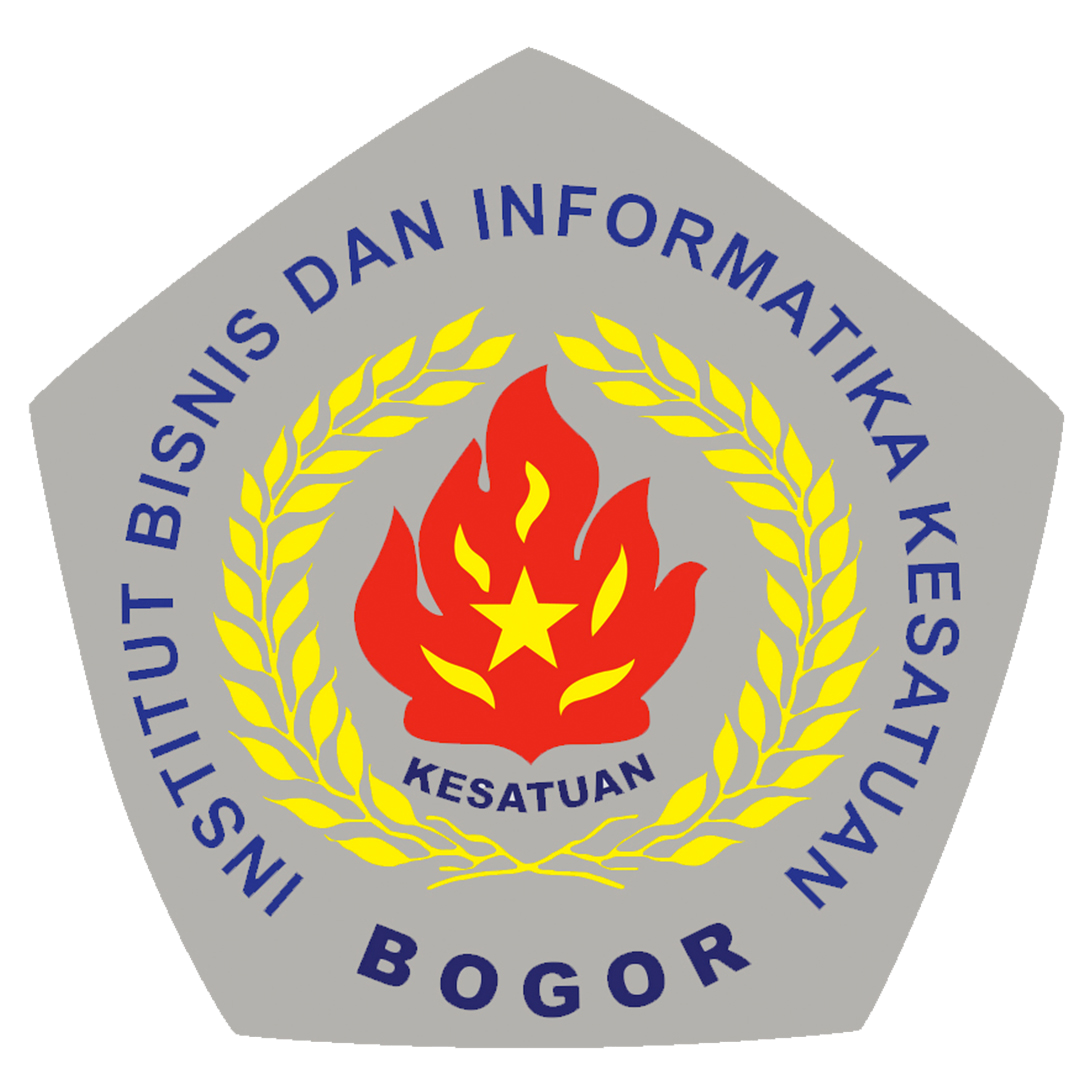 INSTITUT BISNIS DAN INFORMATIKA KESATUAN
KESATUAN
BOGOR